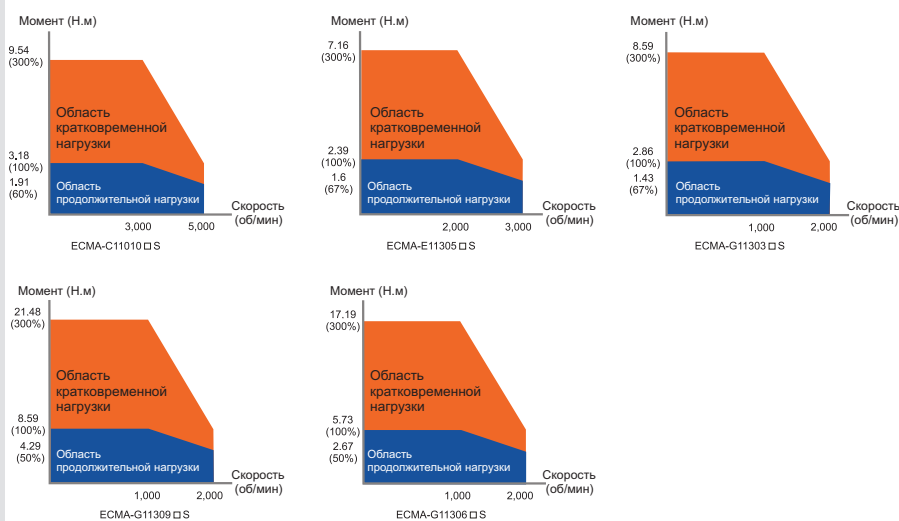 Момент (Н.м)
9.54
(300%)
Область
кратковременной
нагрузки
3.18
(100%)
1.91
(60%)
Область
продолжительной нагрузки
Скорость
(об/мин)
3,000 5,000
ECMA-C11010 □ S
Момент (Н.м)
7.16
(300%)
Область
кратковременной
нагрузки
2.39
(100%)
1.6
(67%)
Область
продолжительной нагрузки
Скорость
(об/мин)
2,000 3,000
ECMA-E11305 □ S
Момент (Н.м)
8.59
(300%)
Область
кратковременной
нагрузки
2.86
(100%)
1.43
(67%)
Область
продолжительной нагрузки
Скорость
(об/мин)
1,000 2,000
ECMA-G11303 □ S
Момент (Н.м)
21.48
(300%)
Область
кратковременной
нагрузки
8.59
(100%)
4.29
(50%)
Область
продолжительной нагрузки
Скорость
(об/мин)
1,000 2,000
ECMA-G11309 □ S
Момент (Н.м)
17.19
(300%)
Область
кратковременной
нагрузки
5.73
(100%)
2.67
(50%)
Область
продолжительной нагрузки
Скорость
(об/мин)
1,000 2,000
ECMA-G11306 □ S